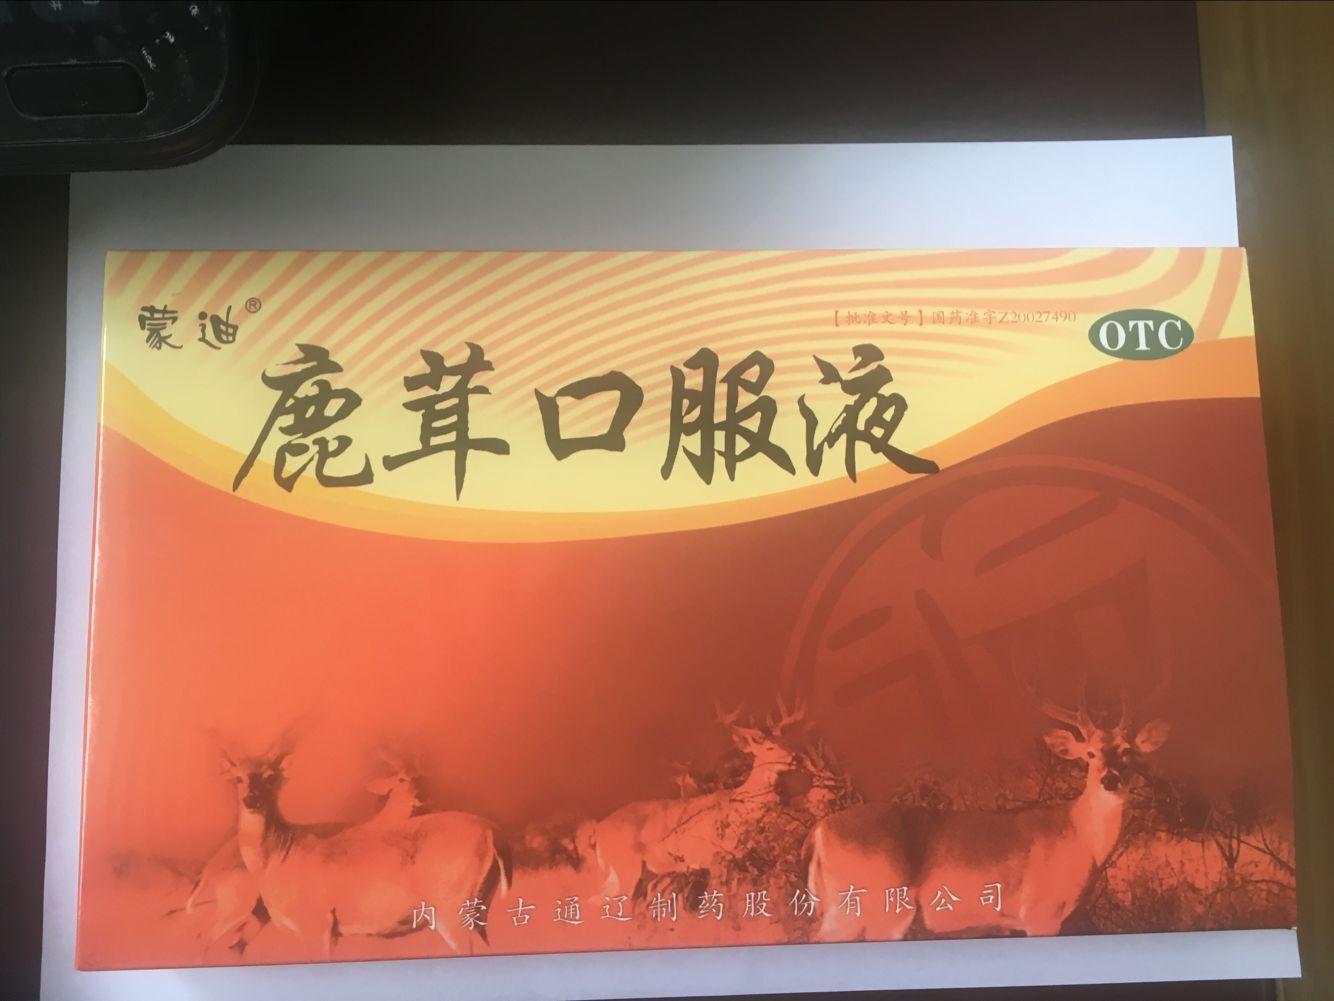 蒙迪®
【批准文号】国药准字Z20027490
OTC
鹿茸口服液
内蒙古通辽制药股份有限公司